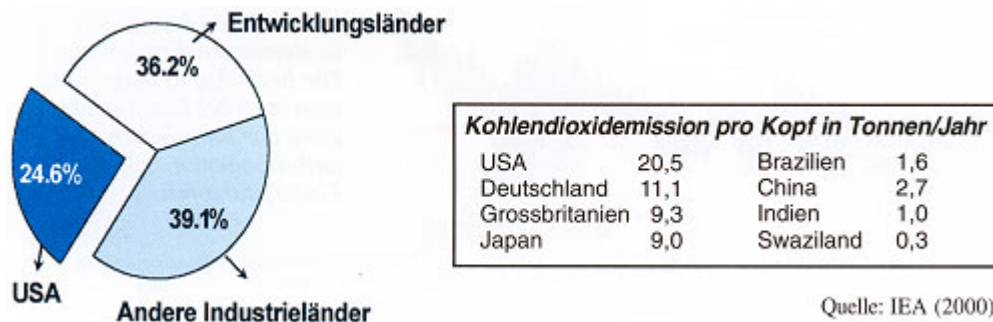 Entwicklungsländer
36.2%
24.6%
39.1%
USA
Andere Industrieländer
Kohlendioxidemission pro Kopf in Tonnen/Jahr
USA 20,5 Brazilien 1,6
Deutschland 11,1 China 2,7
Grossbritanien 9,3 Indien 1,0
Japan 9,0 Swaziland 0,3
Quelle: IEA (2000)